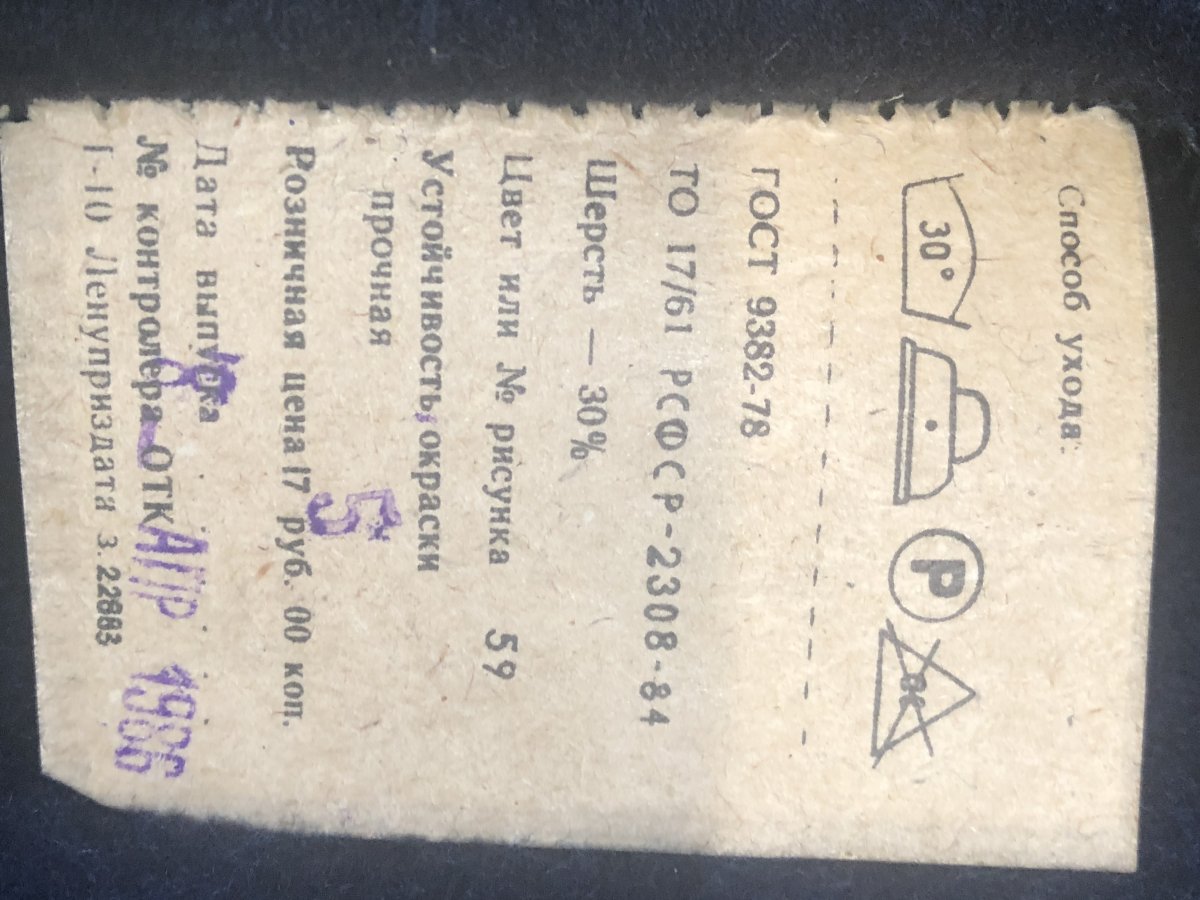 Способ ухода:
30° P
ГОСТ 9382-78
ТО 17/61 РСФСР-2308-84
Шерсть — 30%
Цвет или № рисунка 59
Устойчивость окраски
прочная
5
Розничная цена 17 руб. 00 коп.
Дата выпуска
АПР 1986
№ контролера ОТК
Т-10 Ленуприздата З. 22883